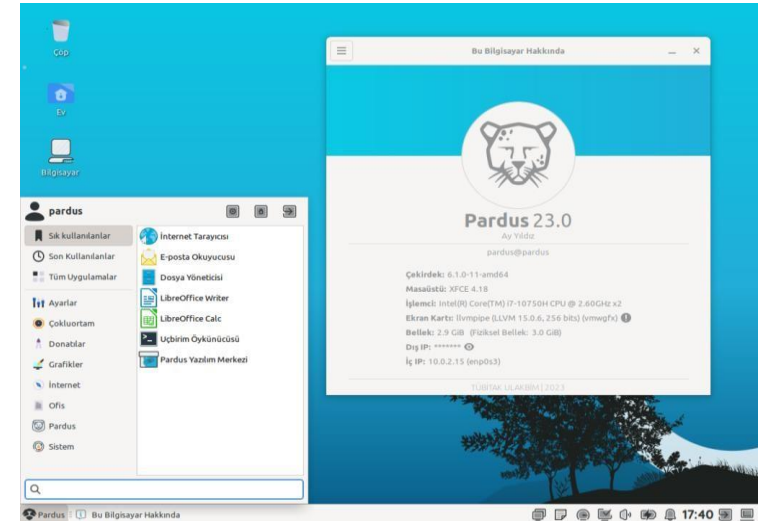 Çöp
Ev
Bilgisayar
Bu Bilgisayar Hakkında
Pardus 23.0
Ay Yıldız
pardus@pardus
Çekirdek: 6.1.0-11-amd64
Masaüstü: XFCE 4.18
İşlemci: Intel(R) Core(TM) i7-10750H CPU @ 2.60GHz x2
Ekran Kartı: llvmpipe (LLVM 15.0.6, 256 bits) (vmwgfx)
Bellek: 2.9 GiB (Fiziksel Bellek: 3.0 GiB)
Dış IP: *******
İç IP: 10.0.2.15 (enp0s3)
TÜBİTAK ULAKBİM | 2023
pardus
Sık kullanılanlar
Son Kullanılanlar
Tüm Uygulamalar
Ayarlar
Çokluortam
Donatılar
Grafikler
İnternet
Ofis
Pardus
Sistem
İnternet Tarayıcısı
E-posta Okuyucusu
Dosya Yöneticisi
LibreOffice Writer
LibreOffice Calc
Uçbirim Öykünücüsü
Pardus Yazılım Merkezi
Pardus
Bu Bilgisayar Hakkında
17:40